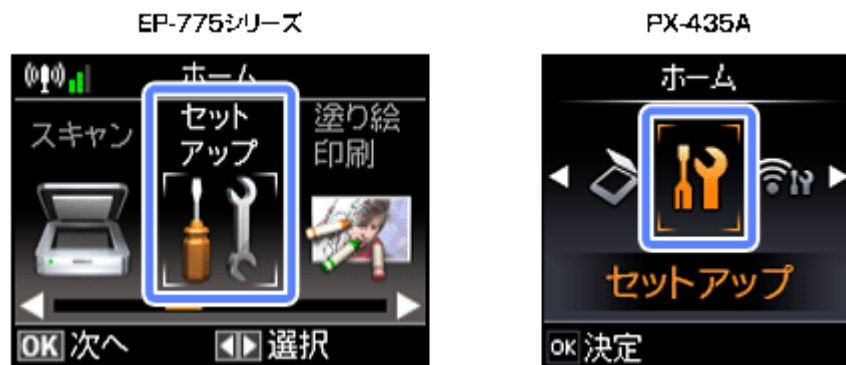 EP-775シリーズ
PX-435A
ホーム
スキャン
セット
アップ
塗り絵
印刷
OK 次へ
選択
ホーム
セットアップ
OK 決定